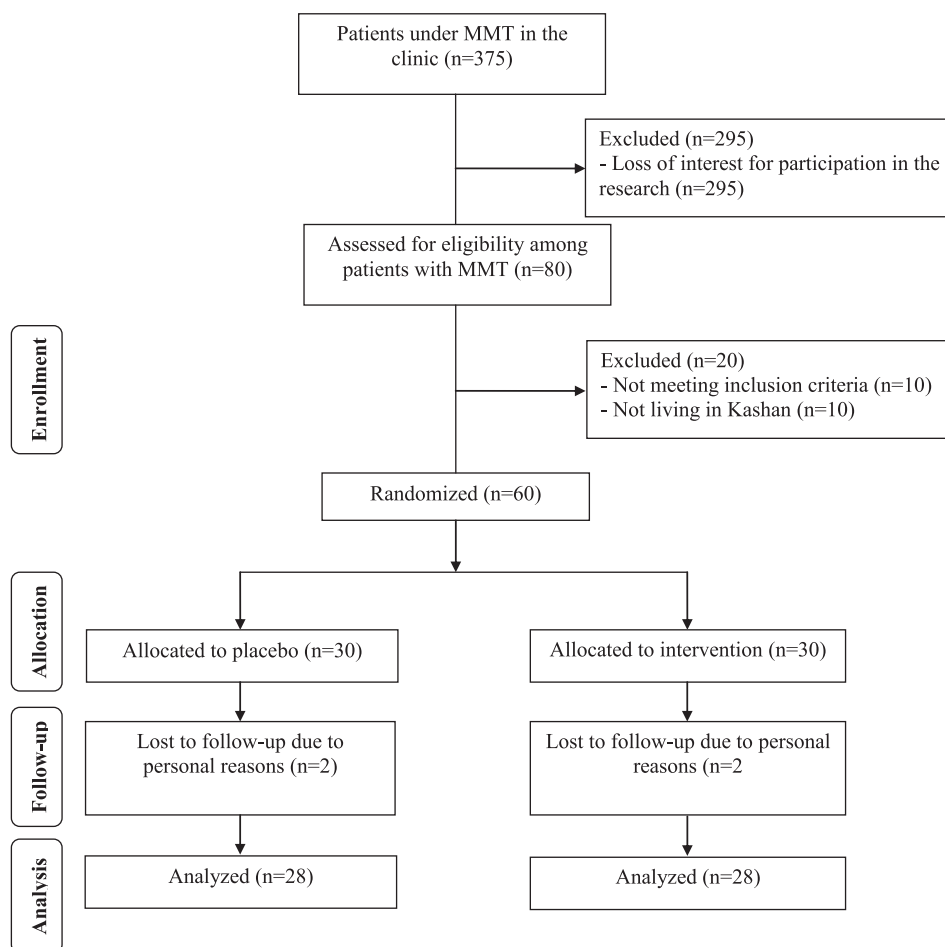 Patients under MMT in the
clinic (n=375)
Excluded (n=295)
- Loss of interest for participation in the
research (n=295)
Assessed for eligibility among
patients with MMT (n=80)
Enrollment
Excluded (n=20)
- Not meeting inclusion criteria (n=10)
- Not living in Kashan (n=10)
Randomized (n=60)
Allocation
Allocated to placebo (n=30)
Allocated to intervention (n=30)
Follow-up
Lost to follow-up due to
personal reasons (n=2)
Lost to follow-up due to personal
reasons (n=2
Analysis
Analyzed (n=28)
Analyzed (n=28)